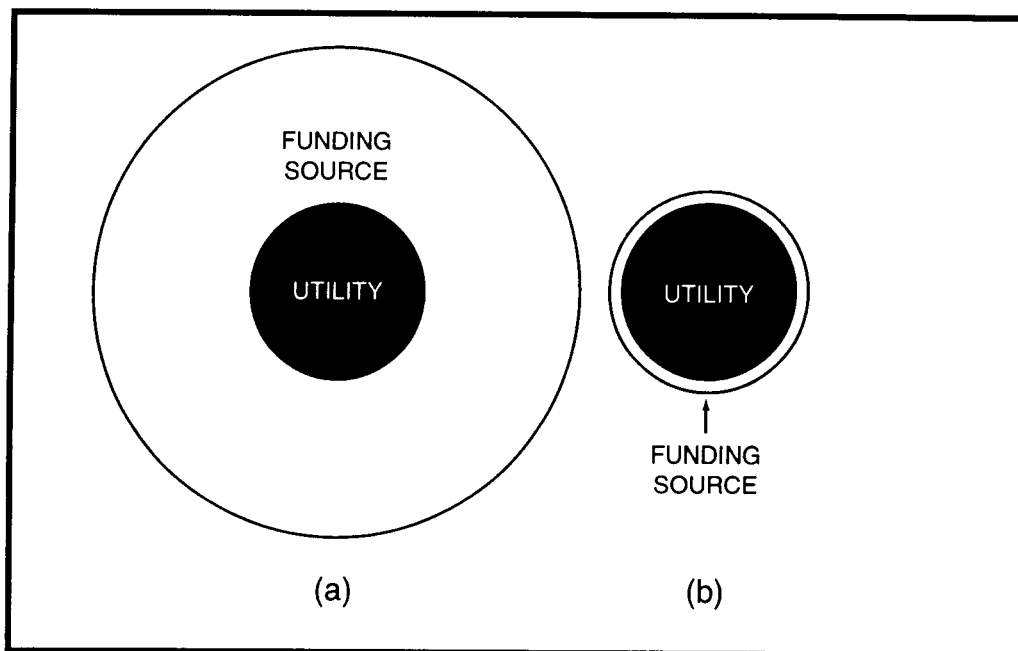 FUNDING
SOURCE
UTILITY
(a)
UTILITY
FUNDING
SOURCE
(b)